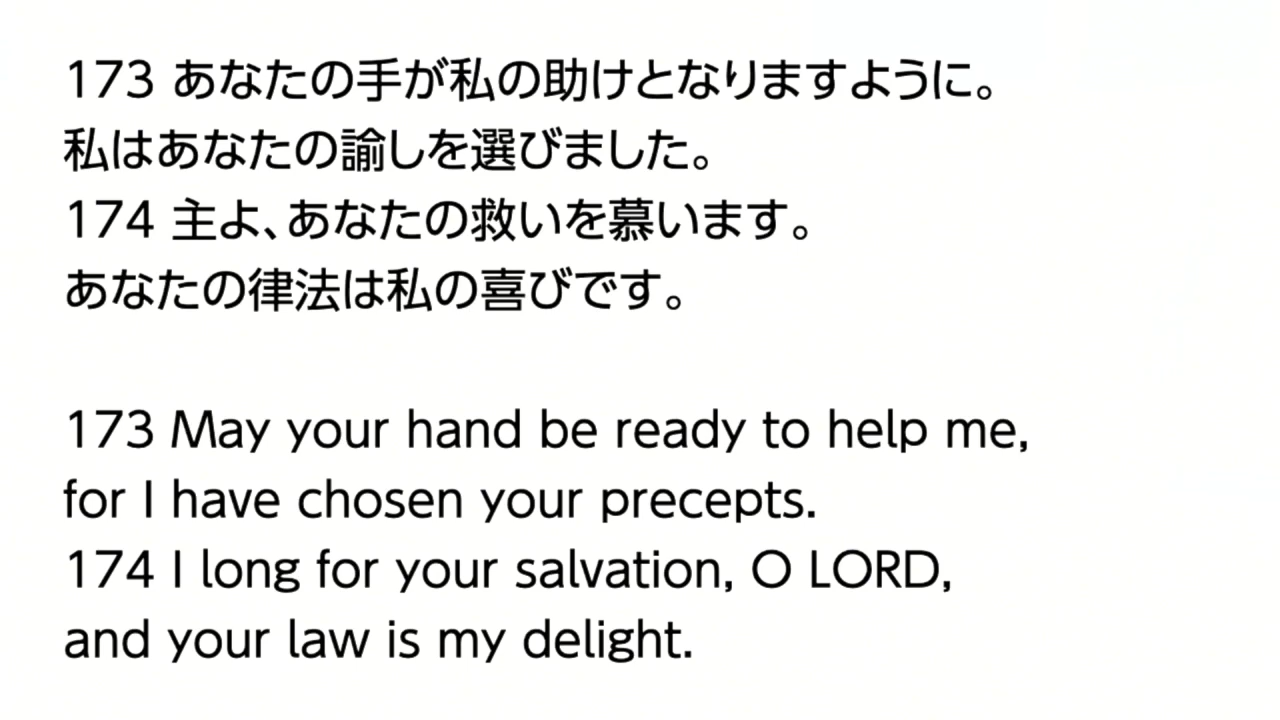 173 あなたの手が私の助けとなりますように。
私はあなたの諭しを選びました。
174 主よ、あなたの救いを慕います。
あなたの律法は私の喜びです。
173 May your hand be ready to help me,
for I have chosen your precepts.
174 I long for your salvation, O LORD,
and your law is my delight.